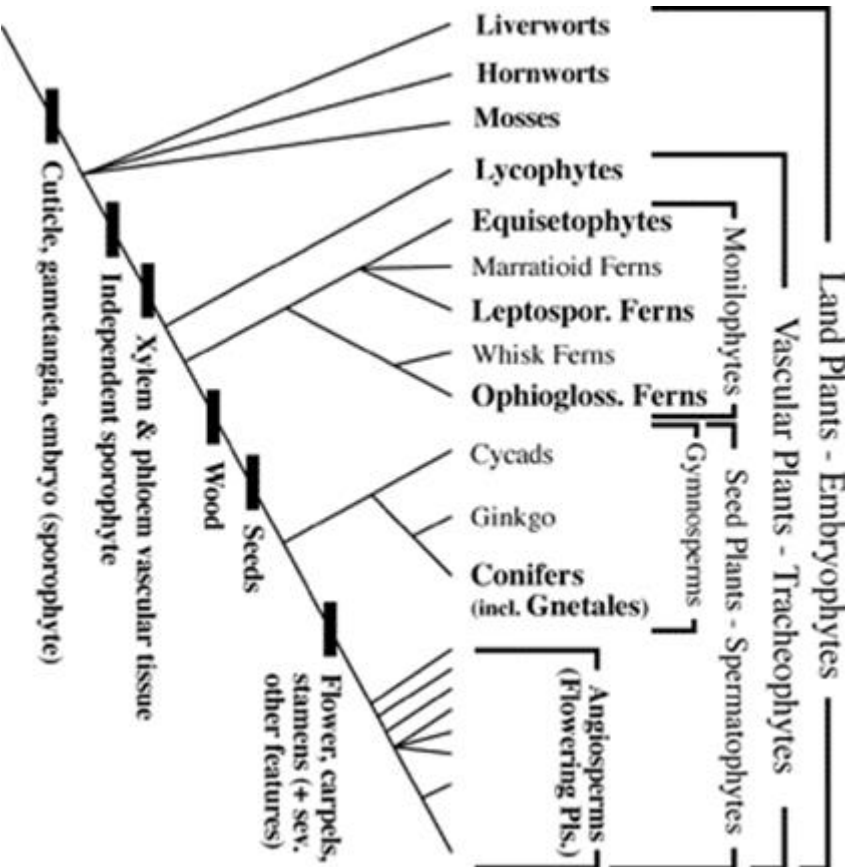 Liverworts
Hornworts
Mosses
Lycophytes
Equisetophytes
Marratioid Ferns
Leptospor. Ferns
Whisk Ferns
Ophiogloss. Ferns
Cycads
Ginkgo
Conifers
(incl. Gnetales)
Angiosperms
(Flowering Pls.)
Gymnosperms
Monilophytes
Seed Plants - Spermatophytes
Vascular Plants - Tracheophytes
Land Plants - Embryophytes
Cuticle, gametangia, embryo (sporophyte)
Independent sporophyte
Xylem & phloem vascular tissue
Wood
Seeds
Flower, carpels,
stamens (+ sev.
other features)